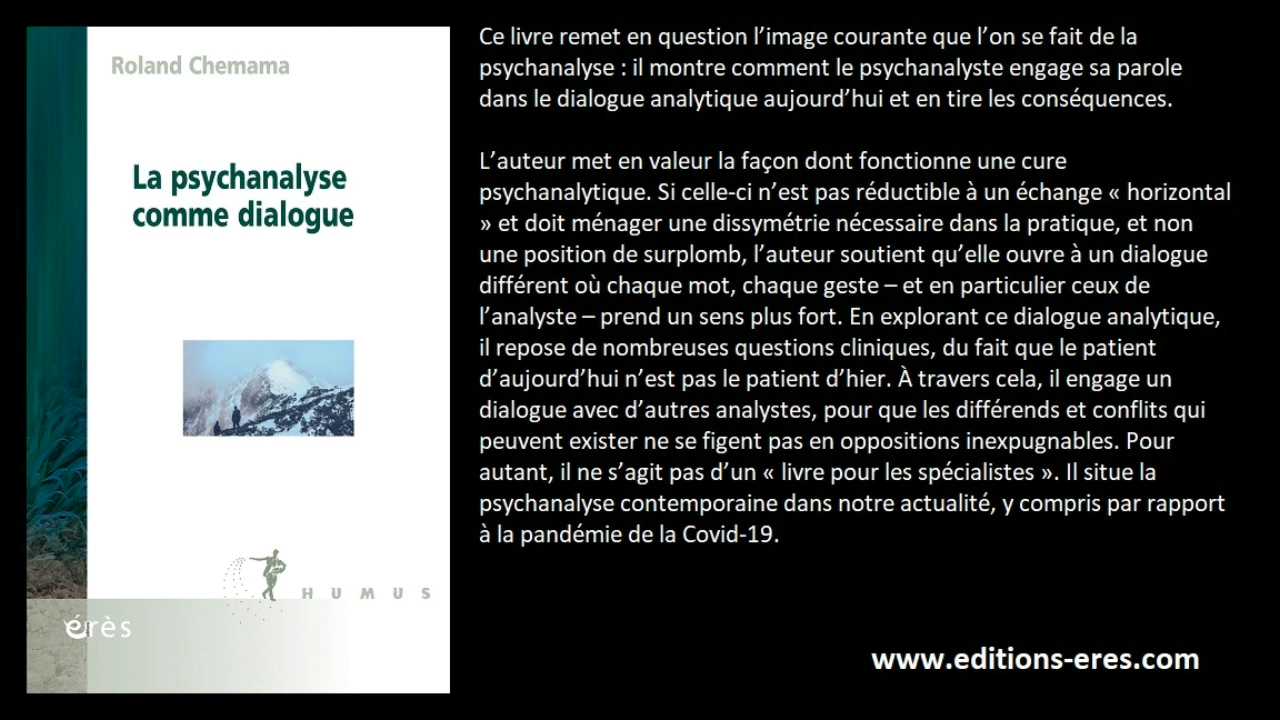 Roland Chemama
La psychanalyse
comme dialogue
H U M U S
érès
Ce livre remet en question l’image courante que l’on se fait de la
psychanalyse : il montre comment le psychanalyste engage sa parole
dans le dialogue analytique aujourd’hui et en tire les conséquences.
L’auteur met en valeur la façon dont fonctionne une cure
psychanalytique. Si celle-ci n’est pas réductible à un échange « horizontal
» et doit ménager une dissymétrie nécessaire dans la pratique, et non
une position de surplomb, l’auteur soutient qu’elle ouvre à un dialogue
différent où chaque mot, chaque geste – et en particulier ceux de
l’analyste – prend un sens plus fort. En explorant ce dialogue analytique,
il repose de nombreuses questions cliniques, du fait que le patient
d’aujourd’hui n’est pas le patient d’hier. À travers cela, il engage un
dialogue avec d’autres analystes, pour que les différends et conflits qui
peuvent exister ne se figent pas en oppositions inexpugnables. Pour
autant, il ne s’agit pas d’un « livre pour les spécialistes ». Il situe la
psychanalyse contemporaine dans notre actualité, y compris par rapport
à la pandémie de la Covid-19.
www.editions-eres.com